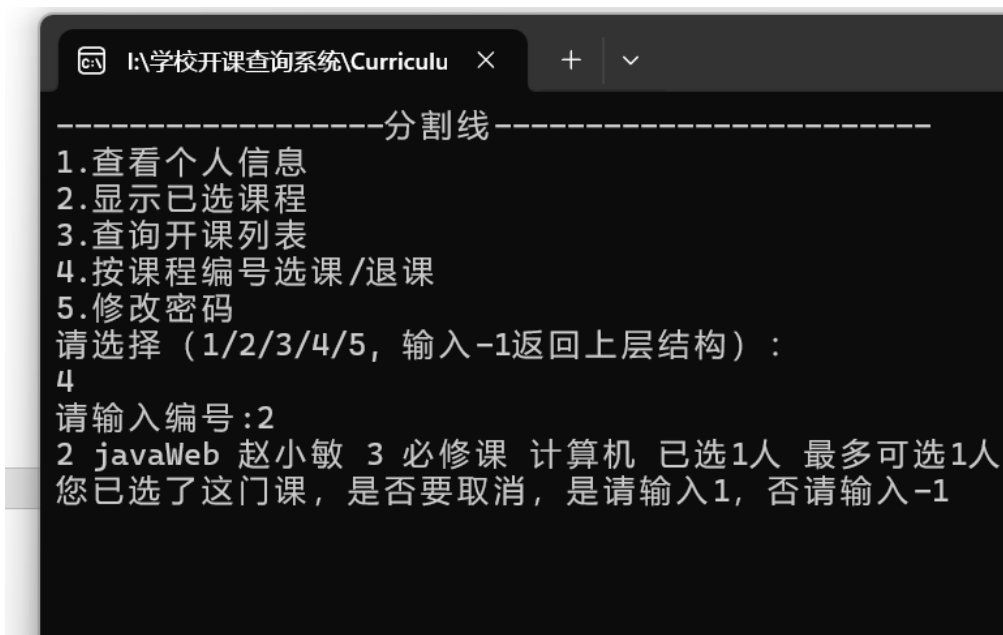 I:\学校开课查询系统\Curriculu
------------------分割线------------------------
1.查看个人信息
2.显示已选课程
3.查询开课列表
4.按课程编号选课/退课
5.修改密码
请选择（1/2/3/4/5，输入-1返回上层结构）：
4
请输入编号:2
2 javaWeb 赵小敏 3 必修课 计算机 已选1人 最多可选1人
您已选了这门课，是否要取消，是请输入1，否请输入-1